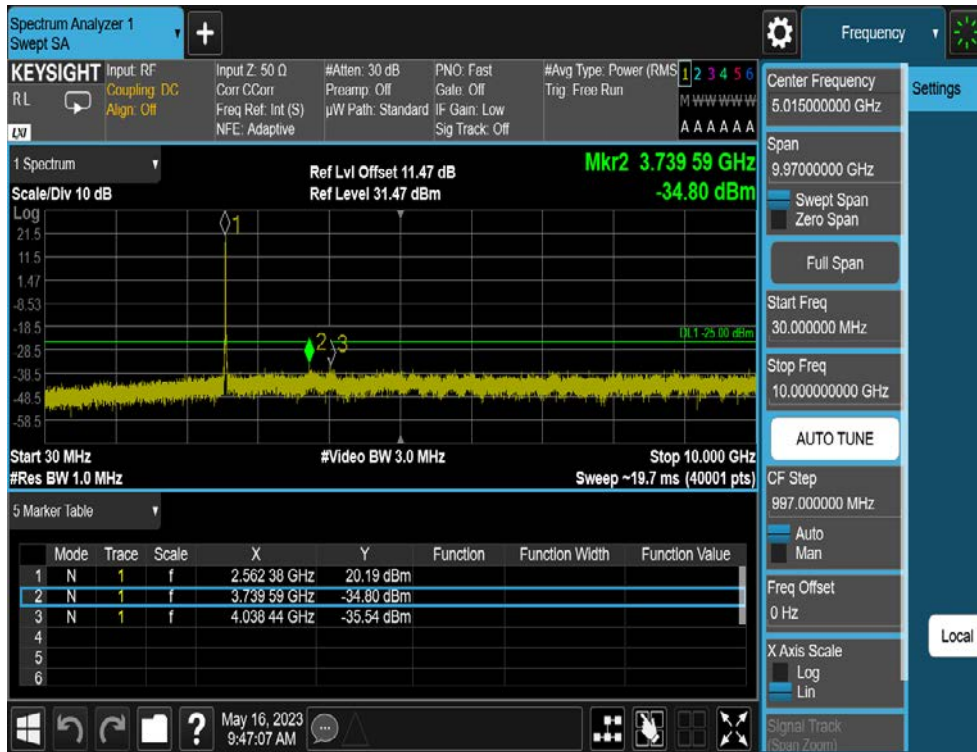 Spectrum Analyzer 1
Swept SA
+
Frequency
KEYSIGHT
RL
LXI
Input: RF
Coupling: DC
Align: Off
Input Z: 50 Ω
Corr CCorr
Freq Ref: Int (S)
NFE: Adaptive
#Atten: 30 dB
Preamp: Off
µW Path: Standard
PNO: Fast
Gate: Off
IF Gain: Low
Sig Track: Off
#Avg Type: Power (RMS
Trig: Free Run
1 2 3 4 5 6
M W W W W W
A A A A A A
Center Frequency
5.015000000 GHz
Settings
Span
9.97000000 GHz
Swept Span
Zero Span
Full Span
Start Freq
30.000000 MHz
Stop Freq
10.000000000 GHz
AUTO TUNE
CF Step
997.000000 MHz
Auto
Man
Freq Offset
0 Hz
X Axis Scale
Log
Lin
Signal Track
(Span Zoom)
Local
1 Spectrum
Scale/Div 10 dB
Ref Lvl Offset 11.47 dB
Ref Level 31.47 dBm
Mkr2 3.739 59 GHz
-34.80 dBm
Log
21.5
11.5
1.47
-8.53
-18.5
-28.5
-38.5
-48.5
-58.5
1
2
3
DL1 -25.00 dBm
Start 30 MHz
#Video BW 3.0 MHz
Stop 10.000 GHz
#Res BW 1.0 MHz
Sweep ~19.7 ms (40001 pts)
5 Marker Table
Mode Trace Scale X Y Function Function Width Function Value
1 N 1 f 2.562 38 GHz 20.19 dBm
2 N 1 f 3.739 59 GHz -34.80 dBm
3 N 1 f 4.038 44 GHz -35.54 dBm
4
5
6
?
May 16, 2023
9:47:07 AM